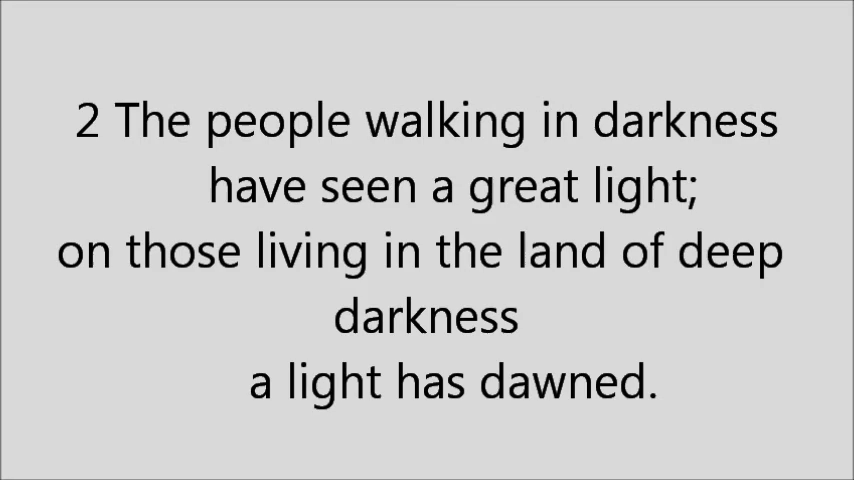 2 The people walking in darkness
have seen a great light;
on those living in the land of deep
darkness
a light has dawned.